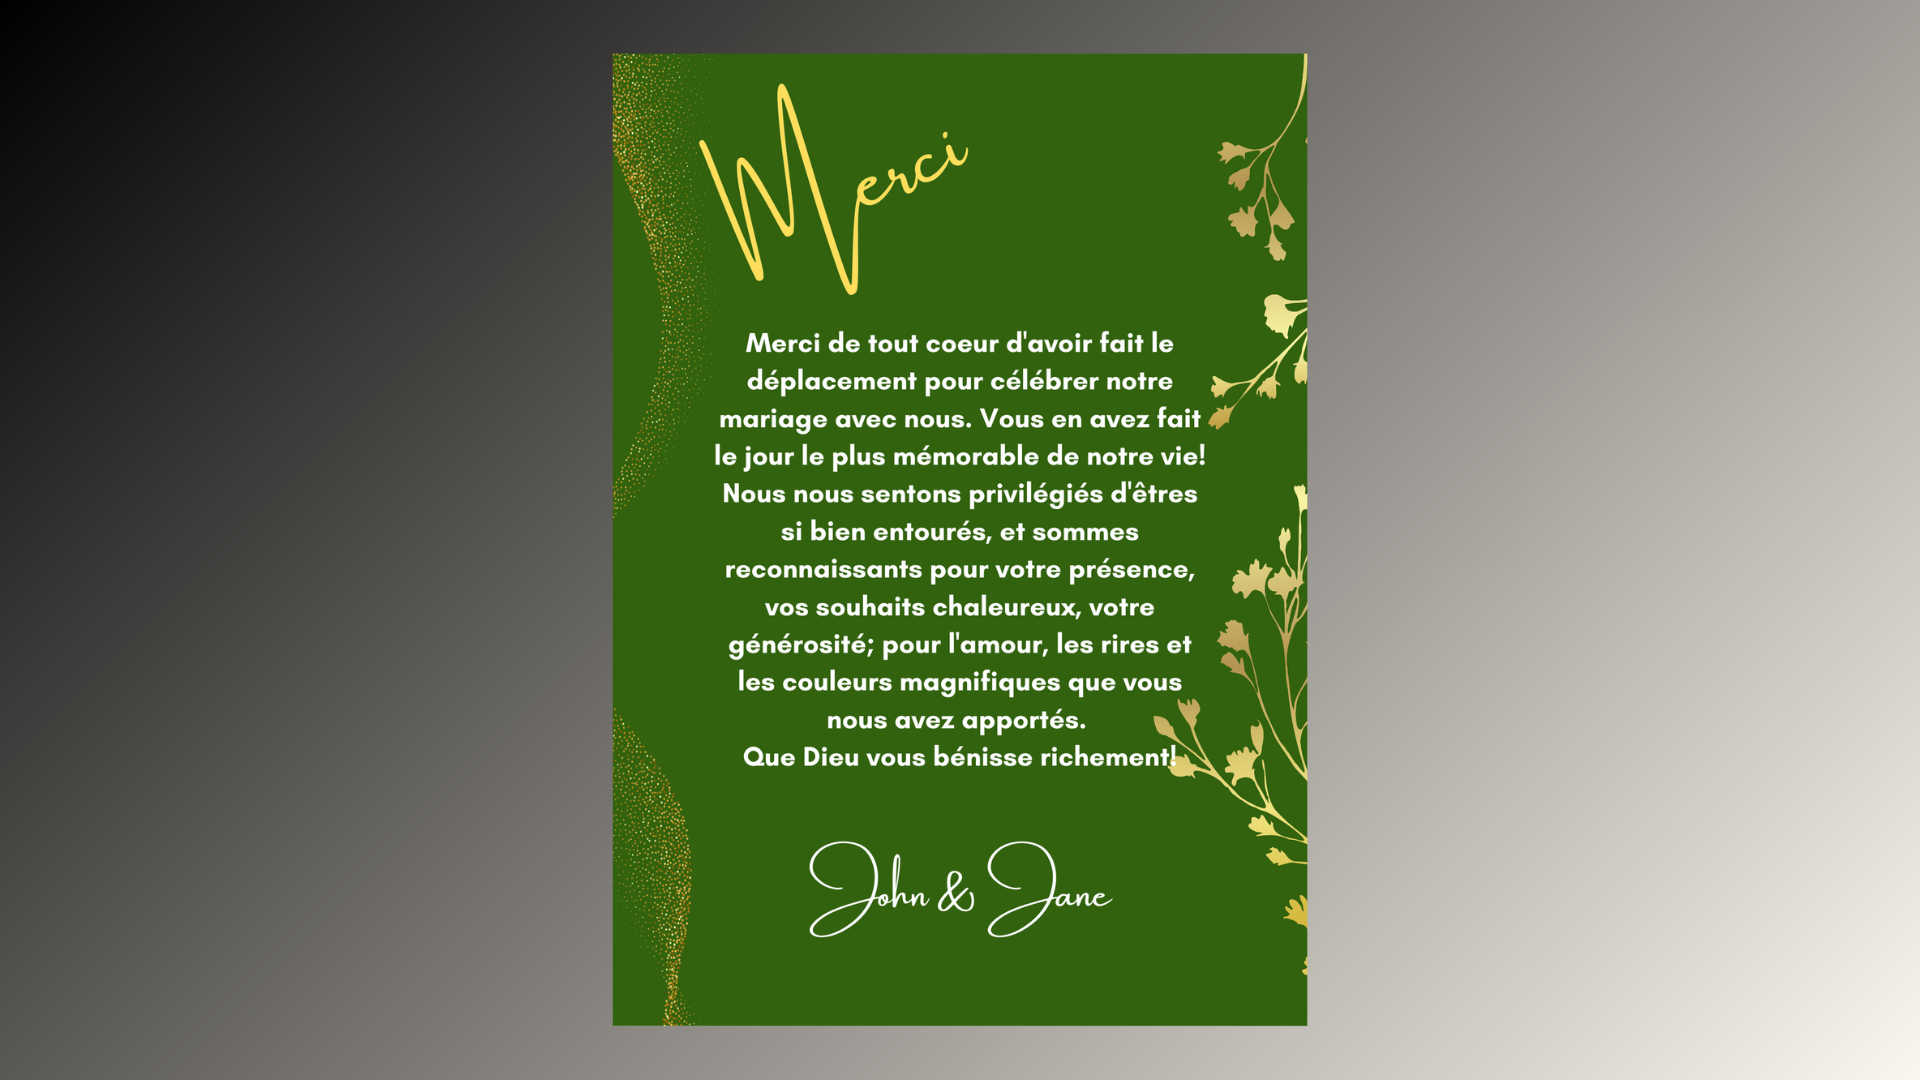 Merci
Merci de tout coeur d'avoir fait le
déplacement pour célébrer notre
mariage avec nous. Vous en avez fait
le jour le plus mémorable de notre vie!
Nous nous sentons privilégiés d'êtres
si bien entourés, et sommes
reconnaissants pour votre présence,
vos souhaits chaleureux, votre
générosité; pour l'amour, les rires et
les couleurs magnifiques que vous
nous avez apportés.
Que Dieu vous bénisse richement!
John & Jane